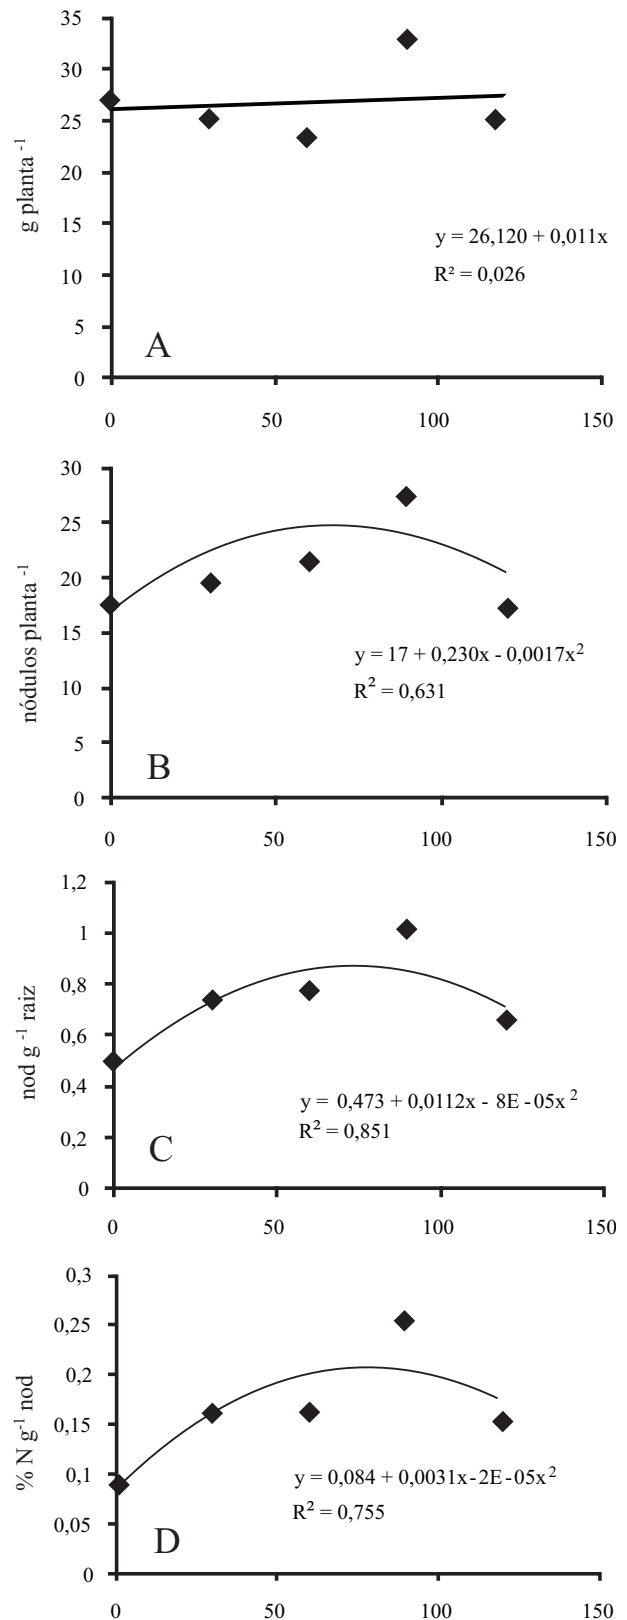 35
30
25
20
15
10
5
0
g planta -1
y = 26,120 + 0,011x
R² = 0,026
A
0 50 100 150
30
25
20
15
10
5
0
nódulos planta -1
y = 17 + 0,230x - 0,0017x2
R2 = 0,631
B
0 50 100 150
1,2
1
0,8
0,6
0,4
0,2
0
nod g -1 raiz
y = 0,473 + 0,0112x - 8E -05x 2
R2 = 0,851
C
0 50 100 150
0,3
0,25
0,2
0,15
0,1
0,05
0
% N g-1 nod
y = 0,084 + 0,0031x-2E-05x2
R2 = 0,755
D
0 50 100 150